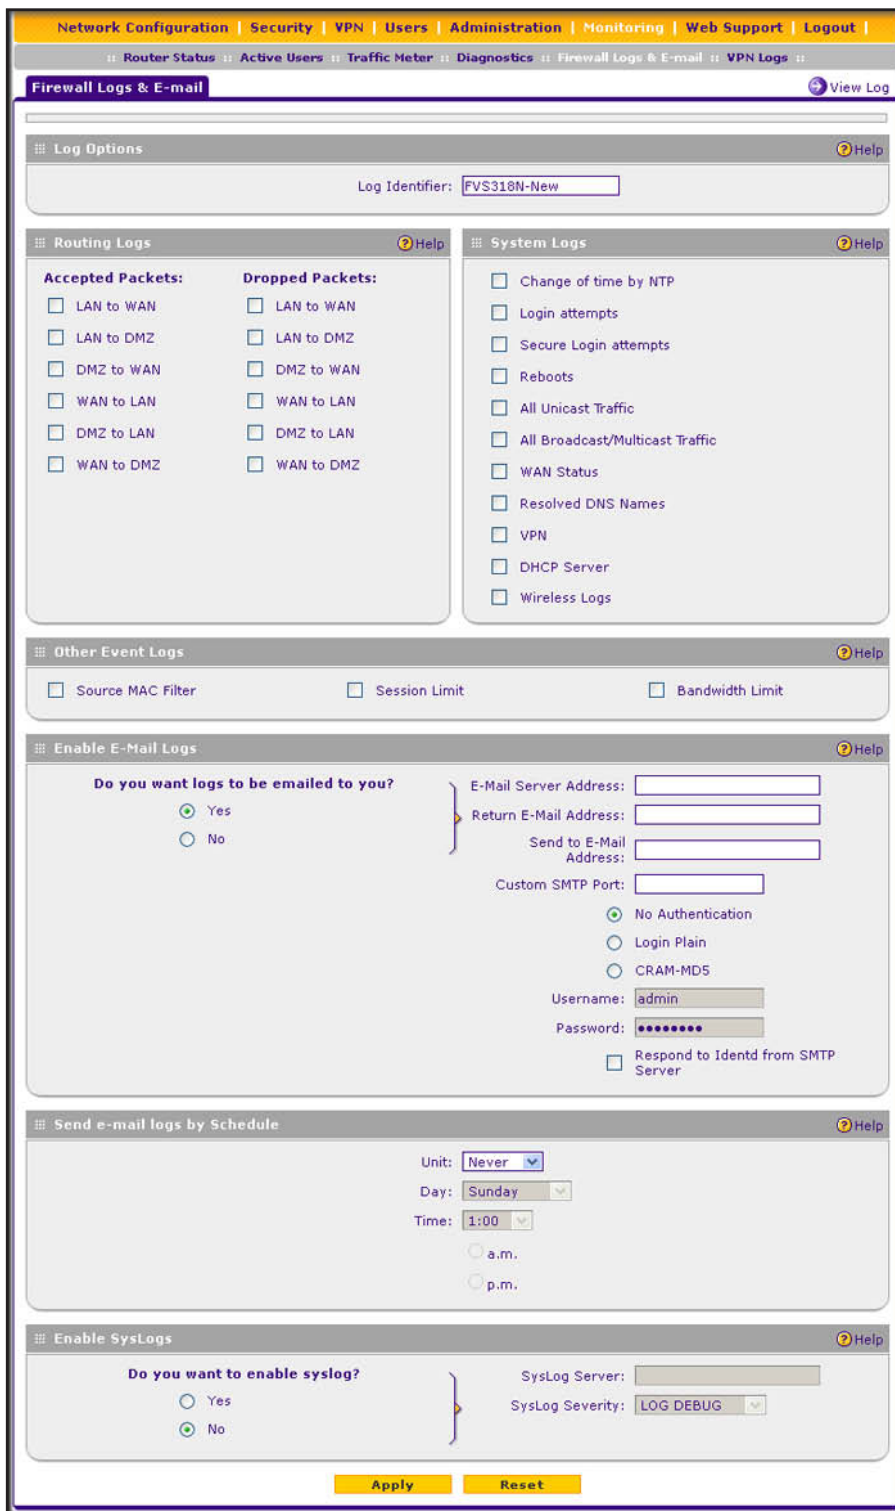 Network Configuration | Security | VPN | Users | Administration | Monitoring | Web Support | Logout |
:: Router Status :: Active Users :: Traffic Meter :: Diagnostics :: Firewall Logs & E-mail :: VPN Logs ::
Firewall Logs & E-mail
View Log
Log Options
Help
Log Identifier: FVS318N-New
Routing Logs
Help
Accepted Packets:
LAN to WAN
LAN to DMZ
DMZ to WAN
WAN to LAN
DMZ to LAN
WAN to DMZ
Dropped Packets:
LAN to WAN
LAN to DMZ
DMZ to WAN
WAN to LAN
DMZ to LAN
WAN to DMZ
System Logs
Help
Change of time by NTP
Login attempts
Secure Login attempts
Reboots
All Unicast Traffic
All Broadcast/Multicast Traffic
WAN Status
Resolved DNS Names
VPN
DHCP Server
Wireless Logs
Other Event Logs
Help
Source MAC Filter
Session Limit
Bandwidth Limit
Enable E-Mail Logs
Help
Do you want logs to be emailed to you?
Yes
No
E-Mail Server Address:
Return E-Mail Address:
Send to E-Mail
Address:
Custom SMTP Port:
No Authentication
Login Plain
CRAM-MD5
Username: admin
Password: ••••••••
Respond to Identd from SMTP
Server
Send e-mail logs by Schedule
Help
Unit: Never
Day: Sunday
Time: 1:00
a.m.
p.m.
Enable SysLogs
Help
Do you want to enable syslog?
Yes
No
SysLog Server:
SysLog Severity: LOG DEBUG
Apply
Reset